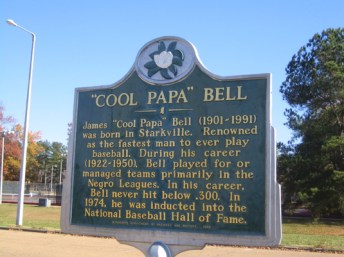 "COOL PAPA" BELL
James "Cool Papa" Bell (1901-1991)
was born in Starkville. Renowned
as the fastest man to ever play
baseball. During his career
(1922-1950), Bell played for or
managed teams primarily in the
Negro Leagues. In his career,
Bell never hit below .300. In
1974, he was inducted into the
National Baseball Hall of Fame.